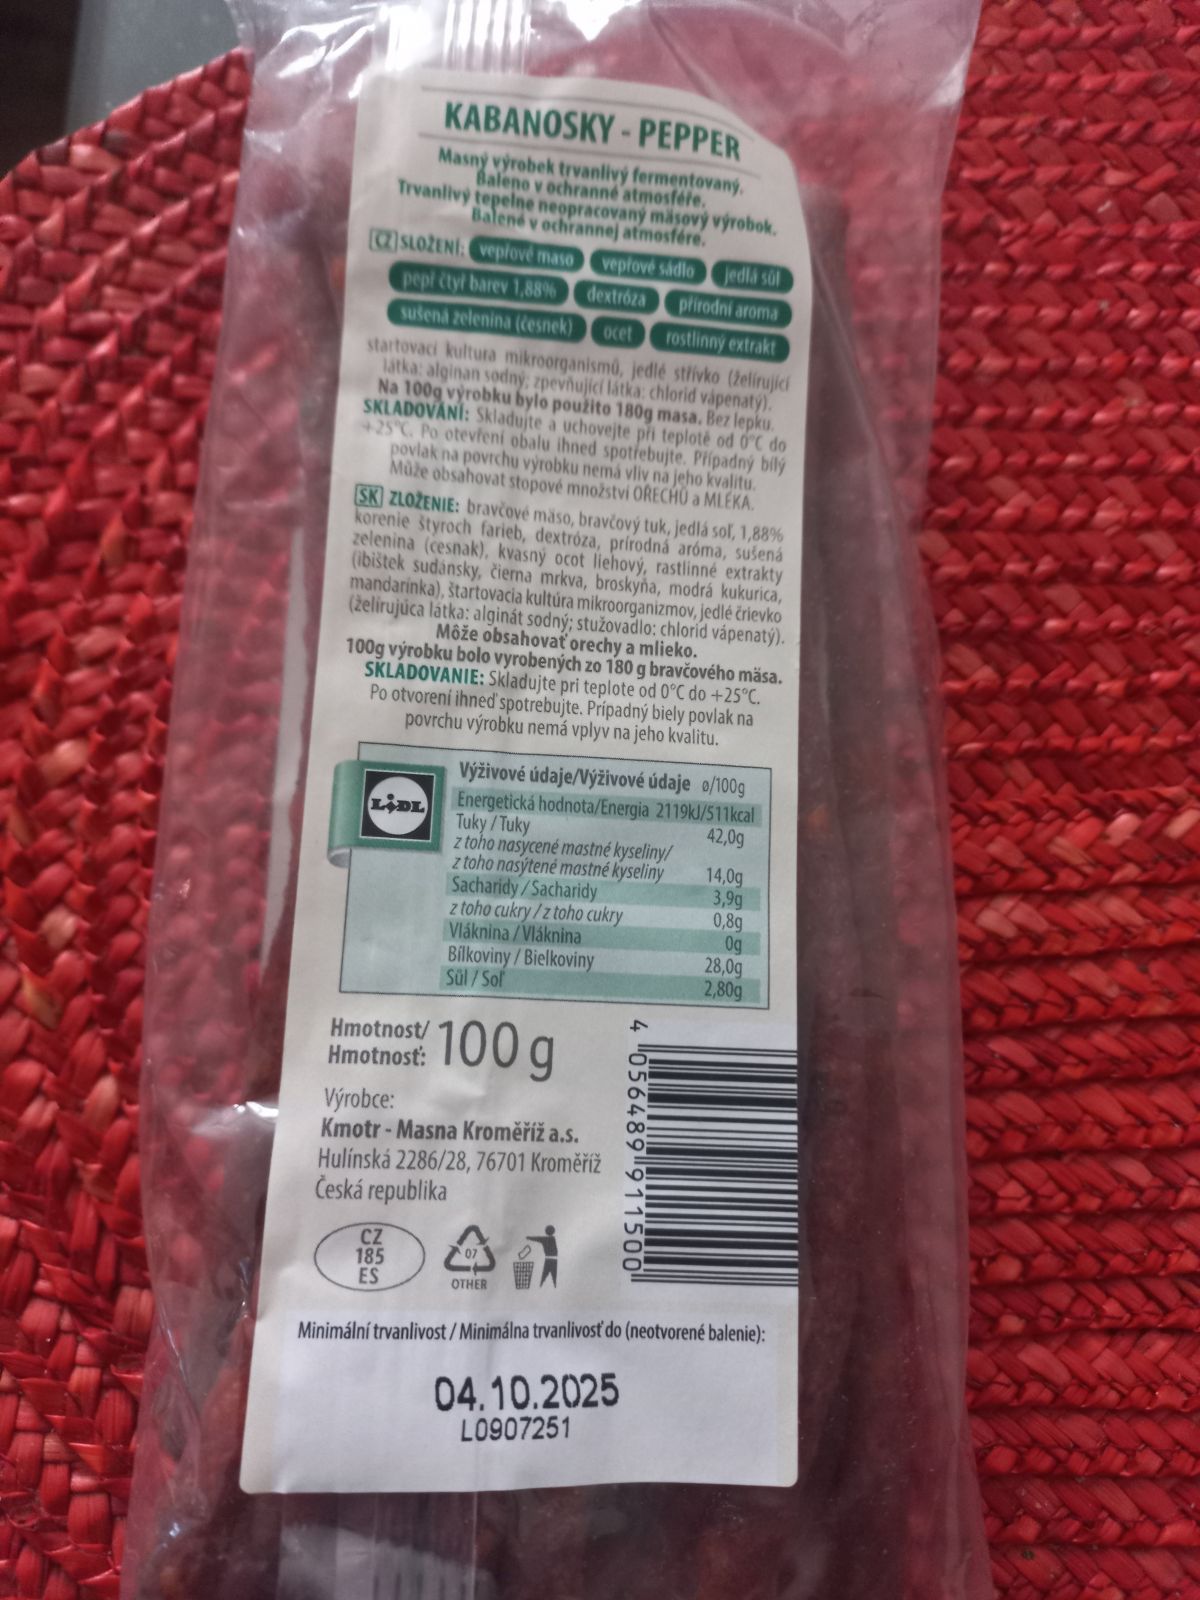 KABANOSKY - PEPPER
Masný výrobek trvanlivý fermentovaný.
Baleno v ochranné atmosféře.
Trvanlivý tepelne neopracovaný mäsový výrobok.
Balené v ochrannej atmosfére.
CZ SLOŽENÍ: vepřové maso vepřové sádlo jedlá sůl
pepř čtyř barev 1,88% dextróza přírodní aroma
sušená zelenina (česnek) ocet rostlinný extrakt
startovací kultura mikroorganismů, jedlé střívko (želírující
látka: alginan sodný; zpevňující látka: chlorid vápenatý).
Na 100g výrobku bylo použito 180g masa. Bez lepku.
SKLADOVÁNÍ: Skladujte a uchovejte při teplotě od 0°C do
+25°C. Po otevření obalu ihned spotřebujte. Případný bílý
povlak na povrchu výrobku nemá vliv na jeho kvalitu.
Může obsahovat stopové množství OŘECHŮ a MLÉKA.
SK ZLOŽENIE: bravčové mäso, bravčový tuk, jedlá soľ, 1,88%
korenie štyroch farieb, dextróza, prírodná aróma, sušená
zelenina (cesnak), kvasný ocot liehový, rastlinné extrakty
(ibištek sudánsky, čierna mrkva, broskyňa, modrá kukurica,
mandarínka), štartovacia kultúra mikroorganizmov, jedlé črievko
(želírujúca látka: alginát sodný; stužovadlo: chlorid vápenatý).
Môže obsahovať orechy a mlieko.
100g výrobku bolo vyrobených zo 180 g bravčového mäsa.
SKLADOVANIE: Skladujte pri teplote od 0°C do +25°C.
Po otvorení ihneď spotrebujte. Prípadný biely povlak na
povrchu výrobku nemá vplyv na jeho kvalitu.
LIDL
Výživové údaje/Výživové údaje ø/100g
Energetická hodnota/Energia 2119kJ/511kcal
Tuky / Tuky 42,0g
z toho nasycené mastné kyseliny/
z toho nasýtené mastné kyseliny 14,0g
Sacharidy / Sacharidy 3,9g
z toho cukry / z toho cukry 0,8g
Vláknina / Vláknina 0g
Bílkoviny / Bielkoviny 28,0g
Sůl / Soľ 2,80g
Hmotnost/
Hmotnosť: 100 g
Výrobce:
Kmotr - Masna Kroměříž a.s.
Hulínská 2286/28, 76701 Kroměříž
Česká republika
CZ
185
ES
07
OTHER
4 056489 911500
Minimální trvanlivost / Minimálna trvanlivosť do (neotvorené balenie):
04.10.2025
L0907251